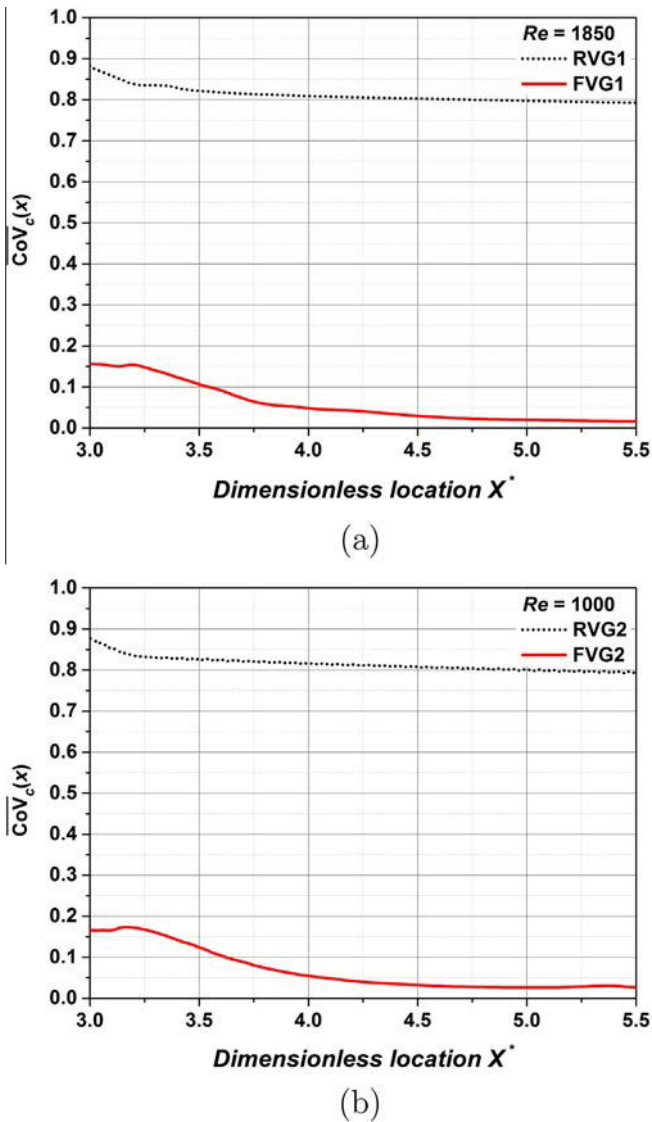 1.0
0.9
0.8
0.7
0.6
0.5
0.4
0.3
0.2
0.1
0.0
CoVc(x)
Re = 1850
RVG1
FVG1
3.0 3.5 4.0 4.5 5.0 5.5
Dimensionless location X*
(a)
1.0
0.9
0.8
0.7
0.6
0.5
0.4
0.3
0.2
0.1
0.0
CoVc(x)
Re = 1000
RVG2
FVG2
3.0 3.5 4.0 4.5 5.0 5.5
Dimensionless location X*
(b)